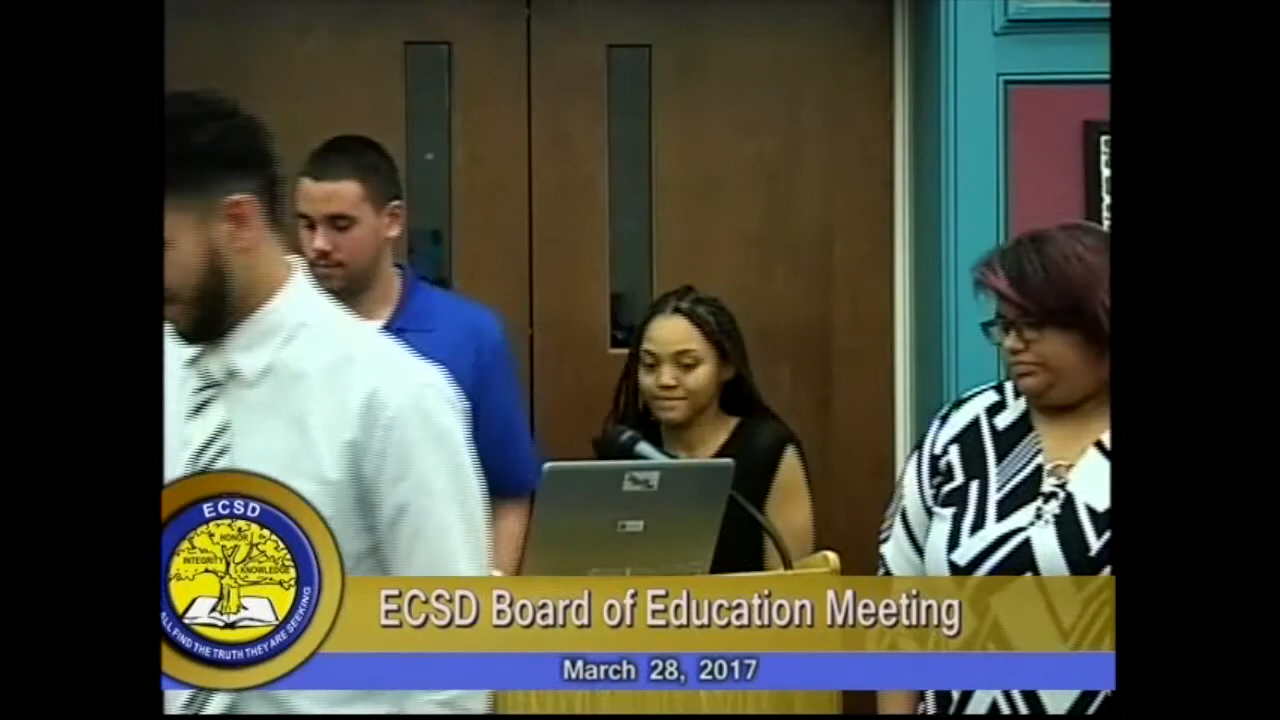 ECSD
HONOR
INTEGRITY
KNOWLEDGE
ALL FIND THE TRUTH THEY ARE SEEKING
ECSD Board of Education Meeting
March 28, 2017